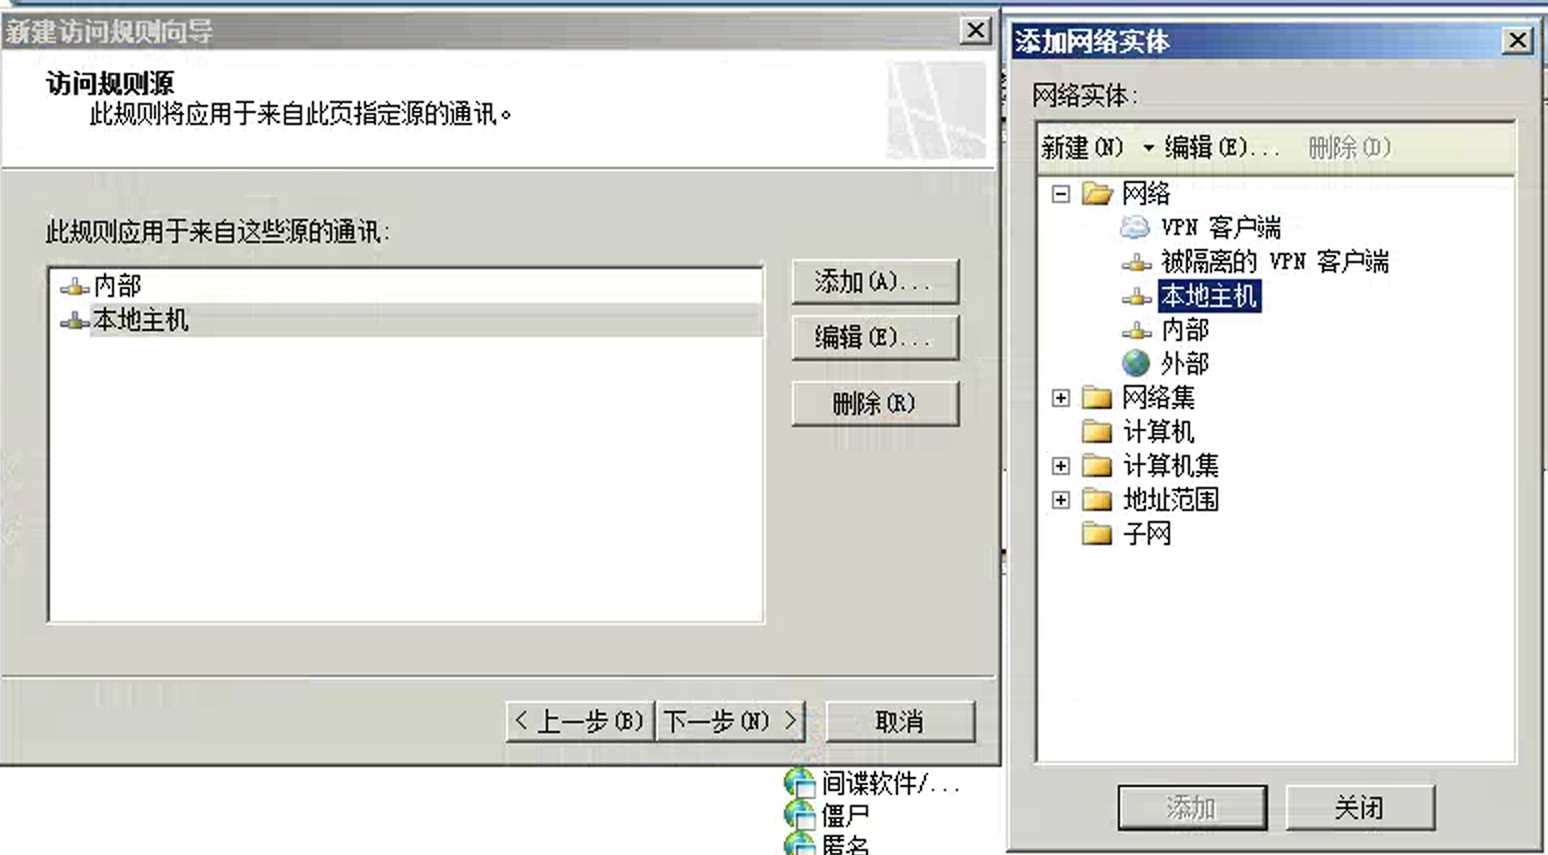 新建访问规则向导
访问规则源
此规则将应用于来自此页指定源的通讯。
此规则应用于来自这些源的通讯:
内部
本地主机
添加(A)...
编辑(E)...
删除(R)
< 上一步(B)
下一步(N) >
取消
间谍软件/...
僵尸
匿名
添加网络实体
网络实体:
新建(N) 编辑(E)... 删除(D)
网络
VPN 客户端
被隔离的 VPN 客户端
本地主机
内部
外部
网络集
计算机
计算机集
地址范围
子网
添加
关闭